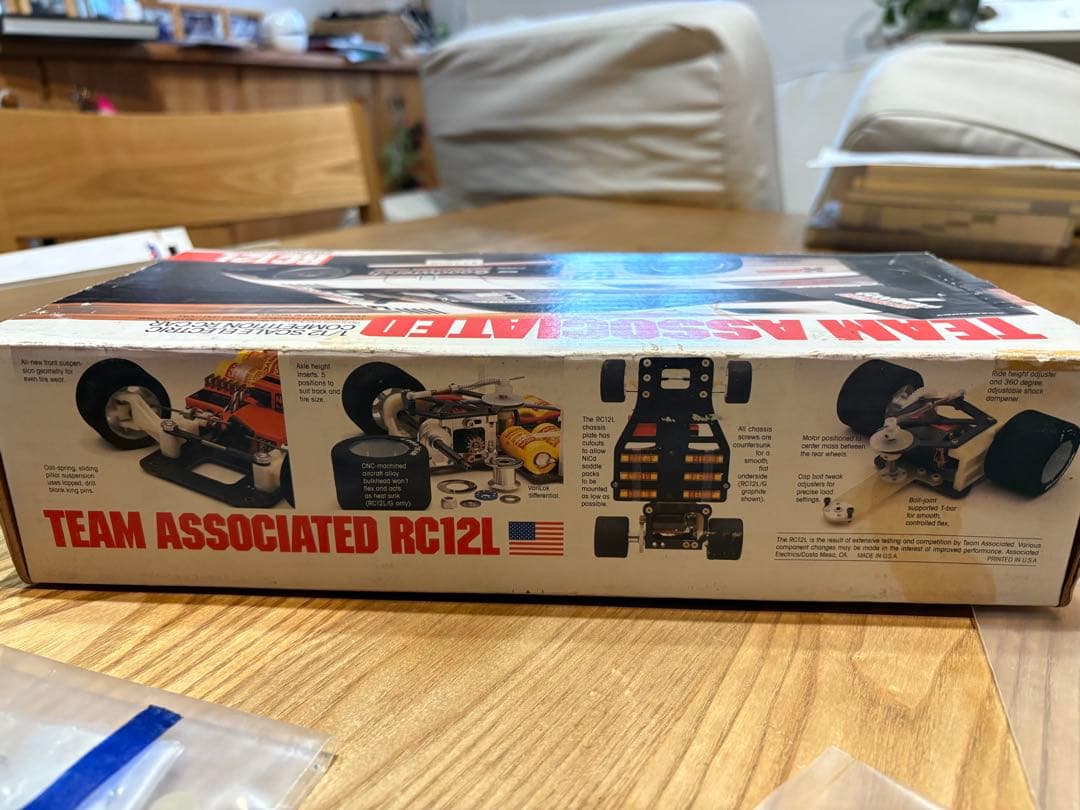 RC12L
TEAM ASSOCIATED
1:12 SCALE ELECTRIC
COMPETITION RC CAR
All-new front suspen-
sion geometry for
even tire wear.
Coil-spring, sliding
pillar suspension
uses lapped, drill
blank king pins.
Axle height
inserts. 5
positions to
suit track and
tire size.
CNC-machined
aircraft alloy
bulkhead won't
flex and acts
as heat sink
(RC12L/G only)
VariLok
differential.
The RC12L
chassis
plate has
cutouts
to allow
NiCd
saddle
packs to
be mounted
as low as
possible.
All chassis
screws are
countersunk
for a
smooth,
flat
underside
(RC12L/G
graphite
shown).
Motor positioned to
center mass between
the rear wheels.
Cap bolt tweak
adjusters for
precise load
settings.
Ride height adjuster
and 360 degree,
adjustable shock
dampener.
Ball-joint
supported T-bar
for smooth,
controlled flex.
TEAM ASSOCIATED RC12L
The RC12L is the result of extensive testing and competition by Team Associated. Various
component changes may be made in the interest of improved performance. Associated
Electrics/Costa Mesa, CA. MADE IN U.S.A. PRINTED IN U.S.A.